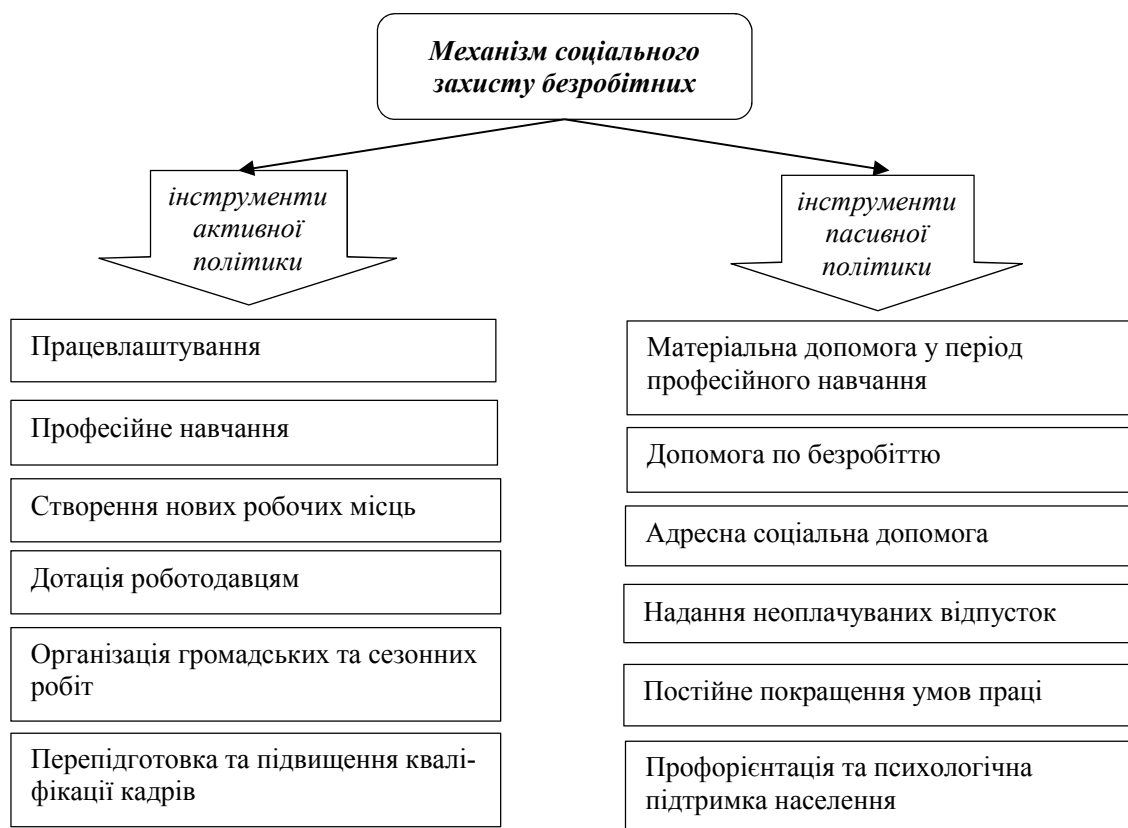 Механізм соціального
захисту безробітних
інструменти
активної
політики
Працевлаштування
Професійне навчання
Створення нових робочих місць
Дотація роботодавцям
Організація громадських та сезонних
робіт
Перепідготовка та підвищення квалі-
фікації кадрів
інструменти
пасивної
політики
Матеріальна допомога у період
професійного навчання
Допомога по безробіттю
Адресна соціальна допомога
Надання неоплачуваних відпусток
Постійне покращення умов праці
Профорієнтація та психологічна
підтримка населення